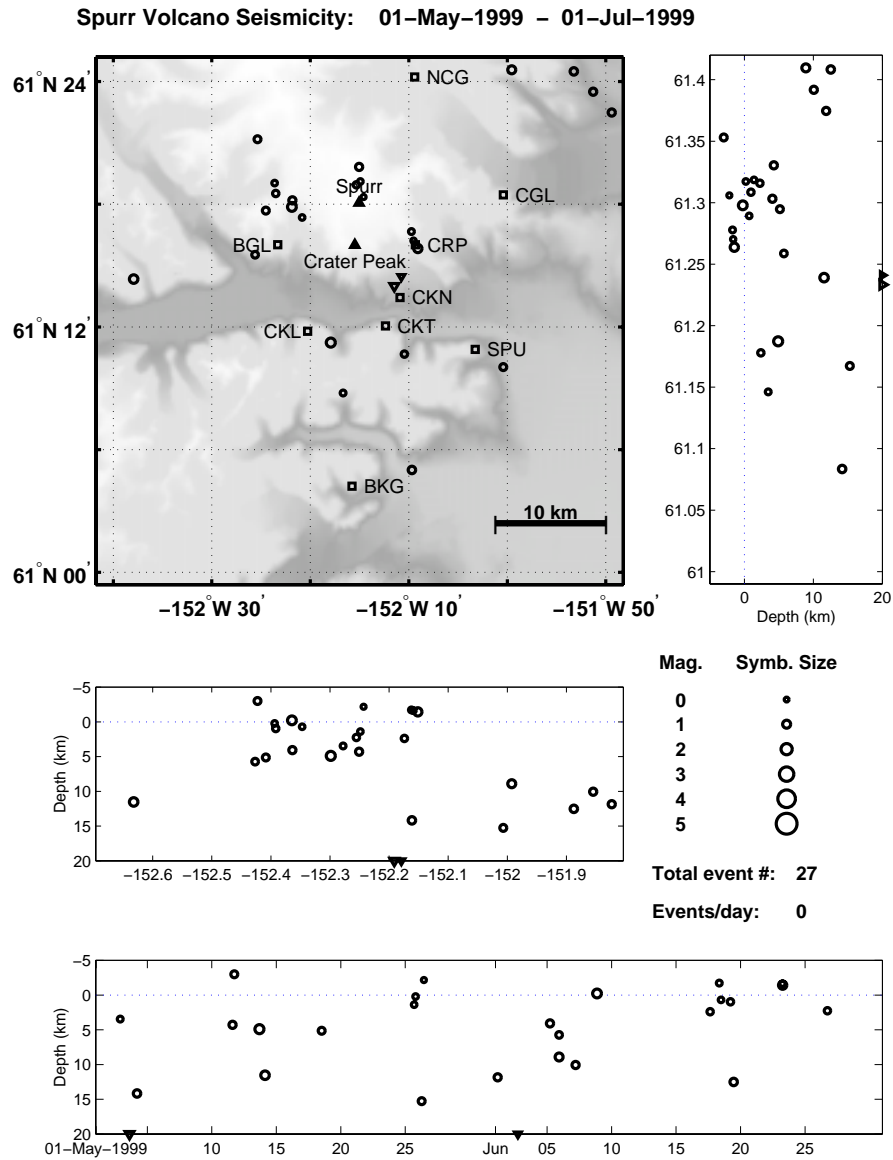 Spurr Volcano Seismicity: 01−May−1999 − 01−Jul−1999
61°N 24'
61°N 12'
61°N 00'
−152°W 30'
−152°W 10'
−151°W 50'
NCG
Spurr
CGL
BGL
CRP
Crater Peak
CKN
CKL
CKT
SPU
BKG
10 km
61.4
61.35
61.3
61.25
61.2
61.15
61.1
61.05
61
0 10 20
Depth (km)
−5
0
5
10
15
20
Depth (km)
−152.6 −152.5 −152.4 −152.3 −152.2 −152.1 −152 −151.9
Mag. Symb. Size
0
1
2
3
4
5
Total event #: 27
Events/day: 0
−5
0
5
10
15
20
Depth (km)
01−May−1999 10 15 20 25 Jun 05 10 15 20 25